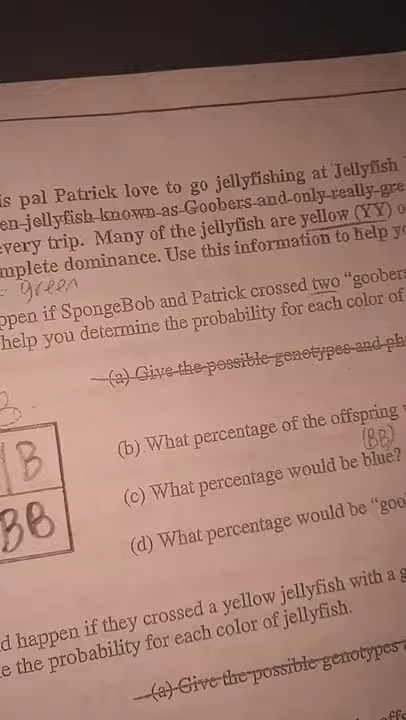 is pal Patrick love to go jellyfishing at Jellyfish
en-jellyfish-known-as-Goobers-and-only-really-gre
very trip. Many of the jellyfish are yellow (YY) o
mplete dominance. Use this information to help yo
= green
ppen if SpongeBob and Patrick crossed two "goobers
help you determine the probability for each color of
(a) Give the possible genotypes and ph
B
(b) What percentage of the offspring
(BB)
(c) What percentage would be blue?
BB
(d) What percentage would be "goo
d happen if they crossed a yellow jellyfish with a g
e the probability for each color of jellyfish.
(a) Give the possible genotypes